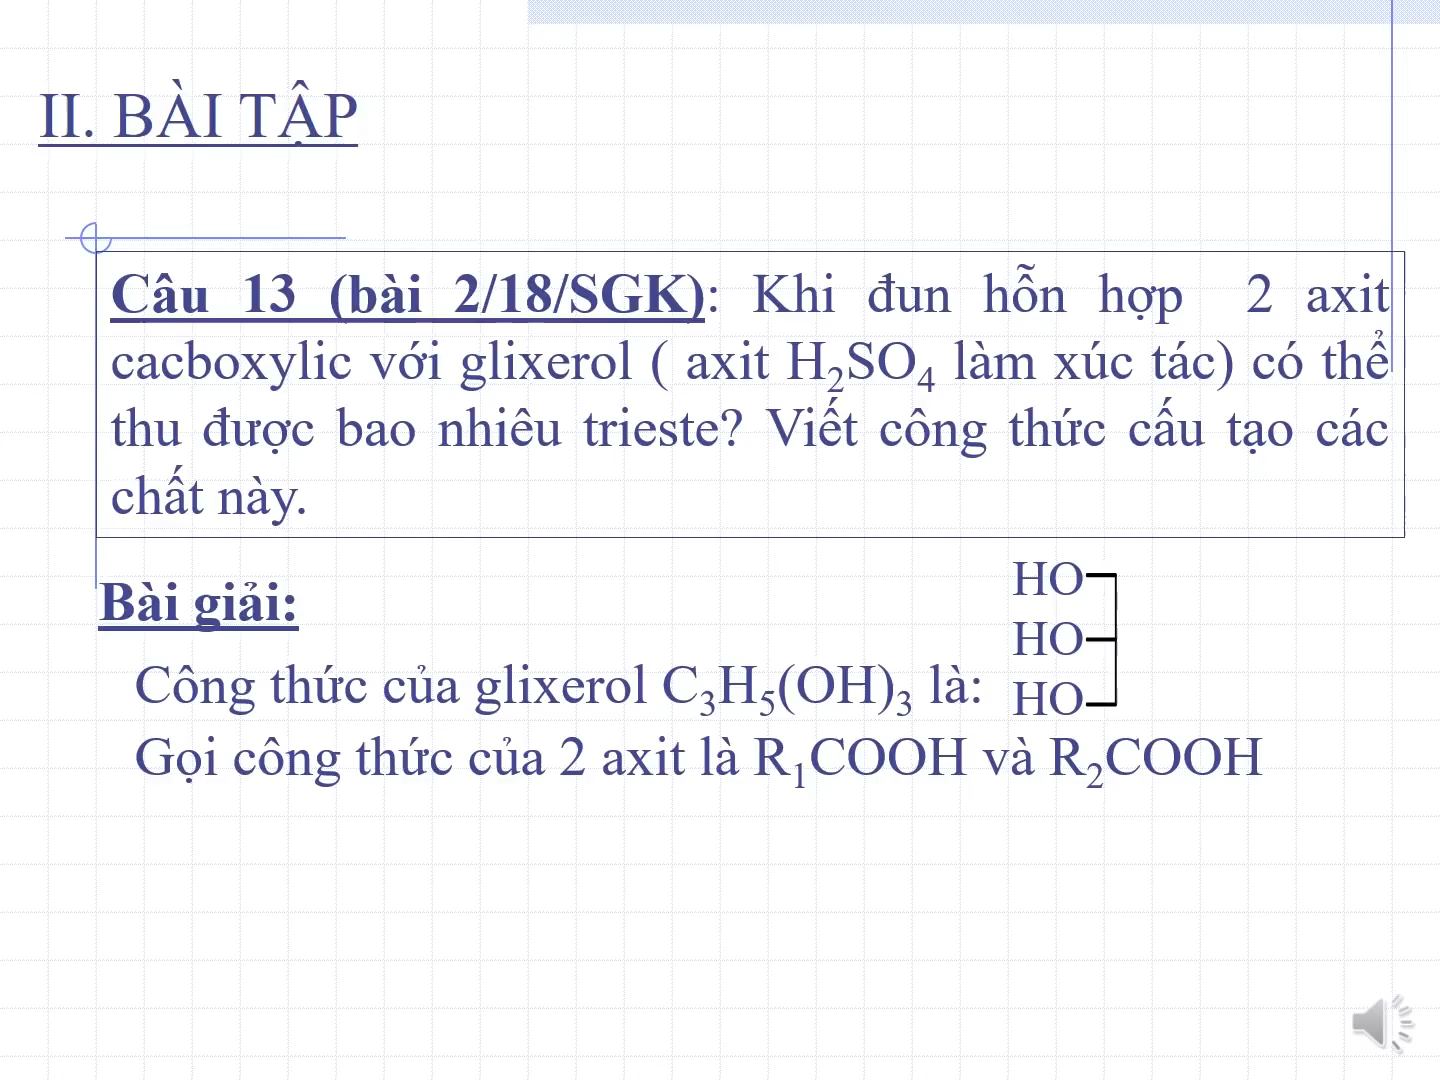 II. BÀI TẬP
Câu 13 (bài 2/18/SGK): Khi đun hỗn hợp 2 axit
cacboxylic với glixerol ( axit H₂SO₄ làm xúc tác) có thể
thu được bao nhiêu trieste? Viết công thức cấu tạo các
chất này.
Bài giải:
HO
HO
HO
Công thức của glixerol C₃H₅(OH)₃ là:
Gọi công thức của 2 axit là R₁COOH và R₂COOH